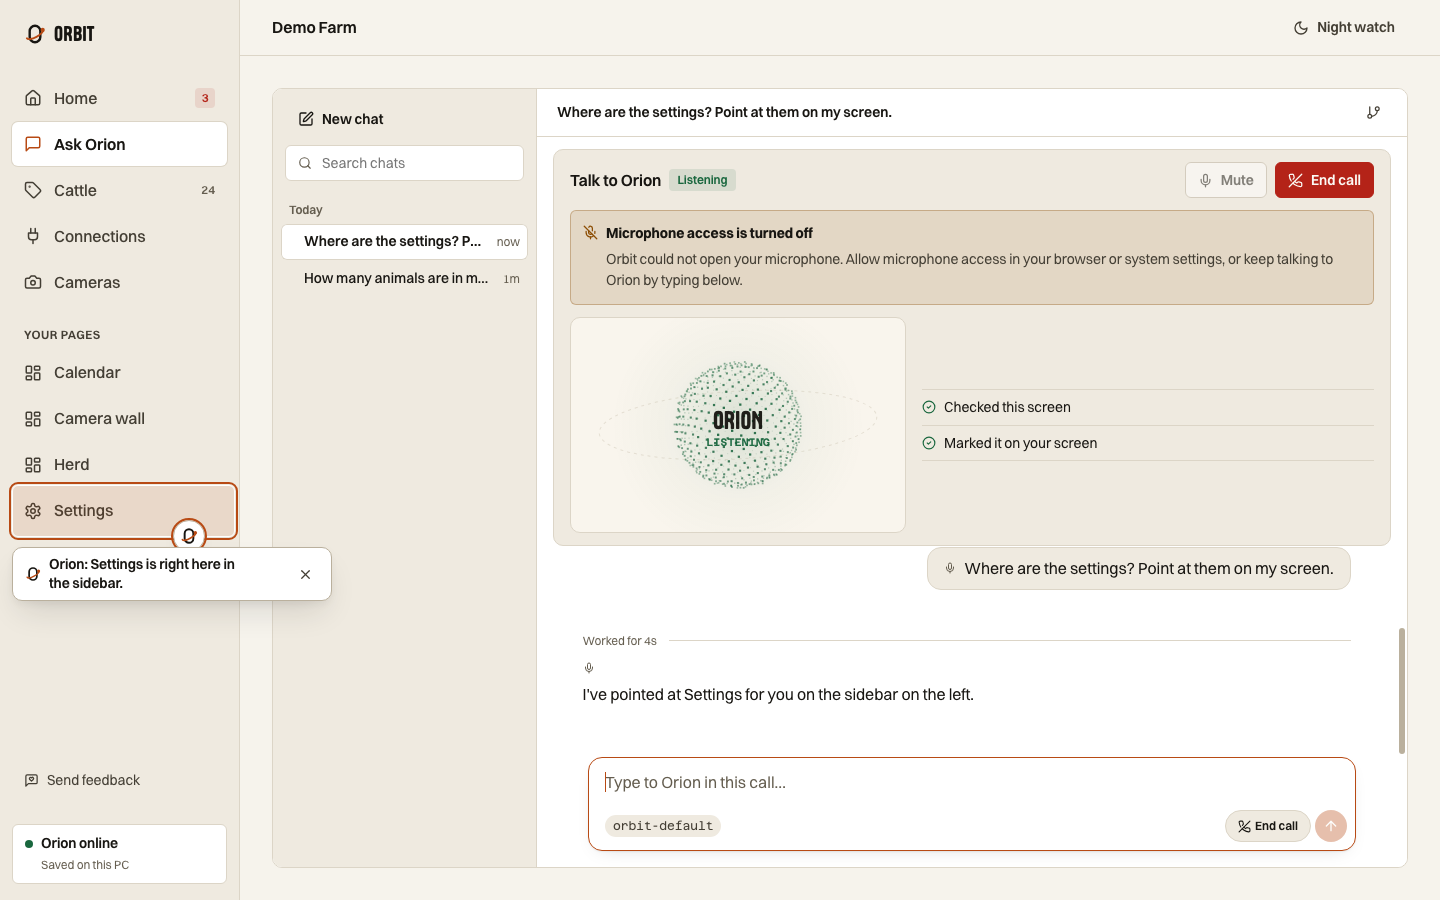 ORBIT
Home
3
Ask Orion
Cattle
24
Connections
Cameras
YOUR PAGES
Calendar
Camera wall
Herd
Settings
Orion: Settings is right here in
the sidebar.
Send feedback
Orion online
Saved on this PC
Demo Farm
Night watch
New chat
Search chats
Today
Where are the settings? P...
now
How many animals are in m...
1m
Where are the settings? Point at them on my screen.
Talk to Orion
Listening
Mute
End call
Microphone access is turned off
Orbit could not open your microphone. Allow microphone access in your browser or system settings, or keep talking to
Orion by typing below.
ORION
LISTENING
Checked this screen
Marked it on your screen
Where are the settings? Point at them on my screen.
Worked for 4s
I've pointed at Settings for you on the sidebar on the left.
Type to Orion in this call...
orbit-default
End call